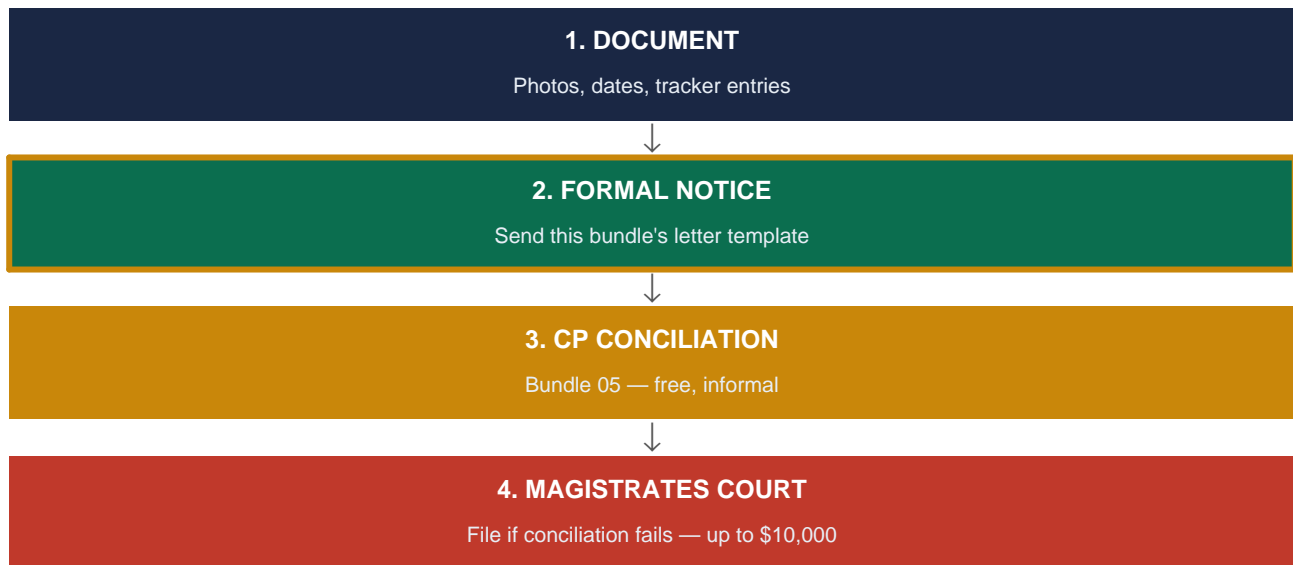 1. DOCUMENT
Photos, dates, tracker entries
↓
2. FORMAL NOTICE
Send this bundle's letter template
↓
3. CP CONCILIATION
Bundle 05 — free, informal
↓
4. MAGISTRATES COURT
File if conciliation fails — up to $10,000